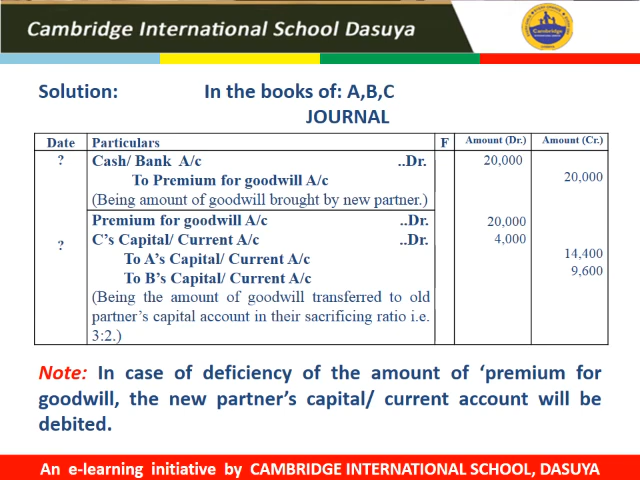 Cambridge International School Dasuya
Cambridge
Solution: In the books of: A,B,C
JOURNAL
Date Particulars F Amount (Dr.) Amount (Cr.)
? Cash/ Bank A/c ..Dr. 20,000
To Premium for goodwill A/c 20,000
(Being amount of goodwill brought by new partner.)
Premium for goodwill A/c ..Dr. 20,000
? C’s Capital/ Current A/c ..Dr. 4,000
To A’s Capital/ Current A/c 14,400
To B’s Capital/ Current A/c 9,600
(Being the amount of goodwill transferred to old
partner’s capital account in their sacrificing ratio i.e.
3:2.)
Note: In case of deficiency of the amount of ‘premium for
goodwill, the new partner’s capital/ current account will be
debited.
An e-learning initiative by CAMBRIDGE INTERNATIONAL SCHOOL, DASUYA